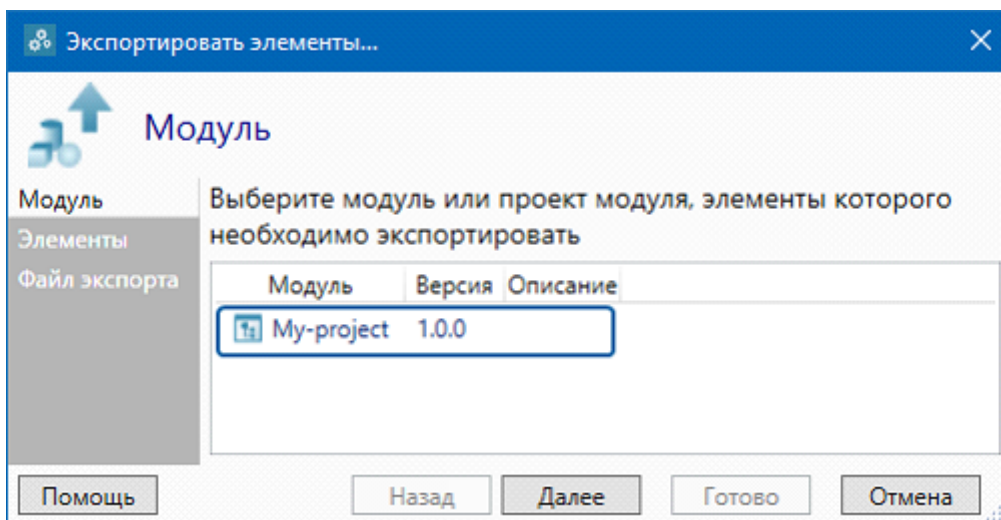 Экспортировать элементы...
Модуль
Модуль
Элементы
Файл экспорта
Выберите модуль или проект модуля, элементы которого
необходимо экспортировать
Модуль Версия Описание
My-project 1.0.0
Помощь Назад Далее Готово Отмена